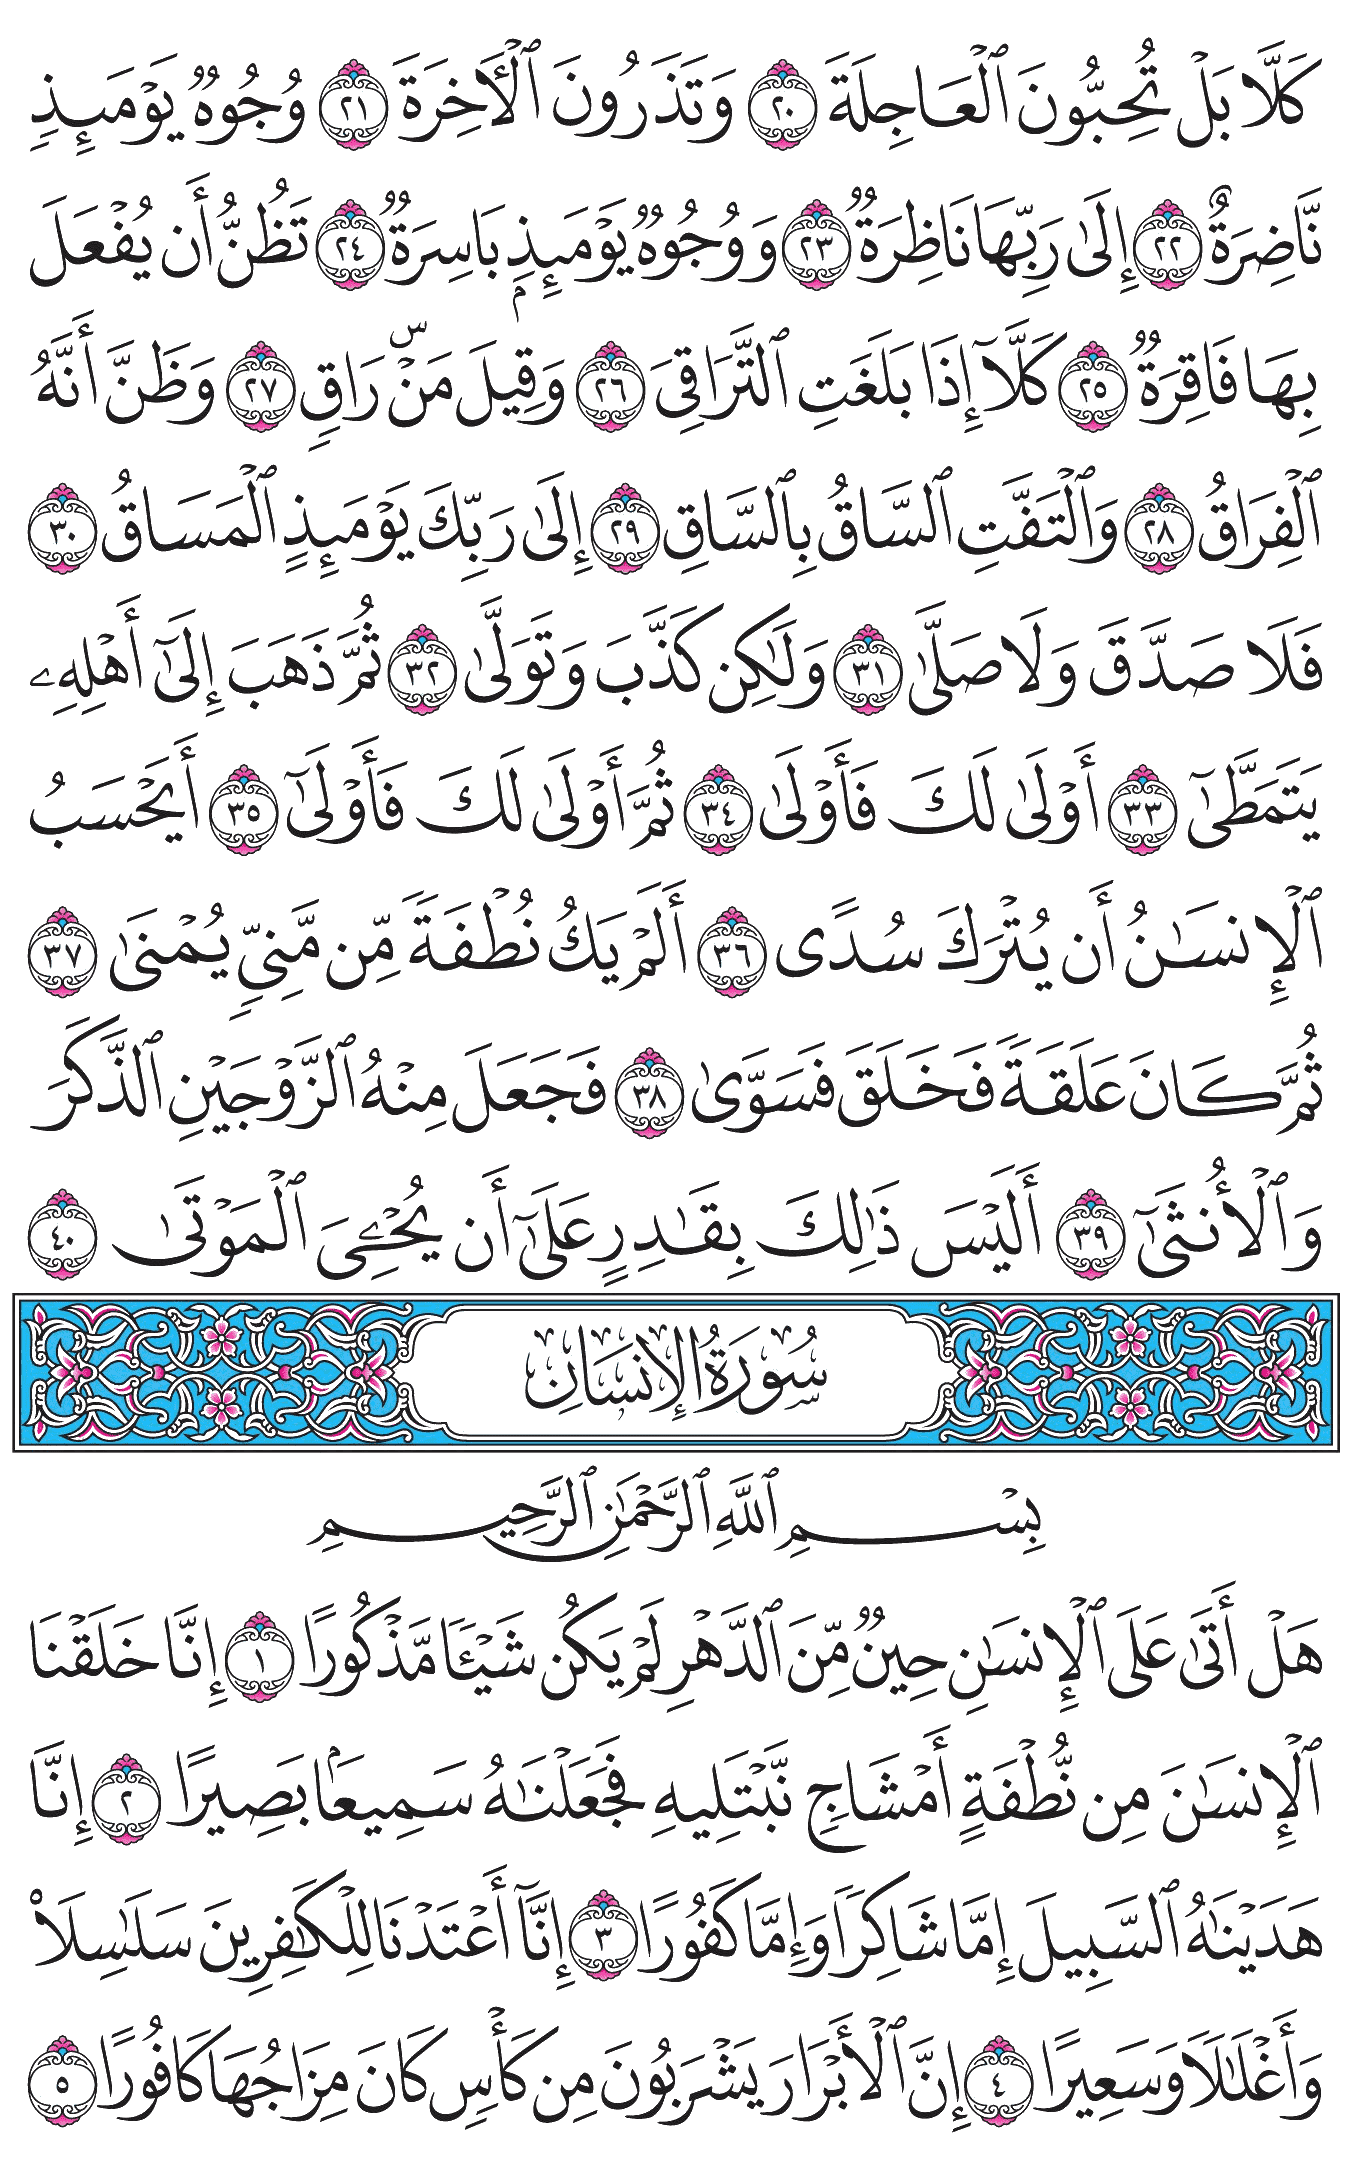 كَلَّا بَلۡ تُحِبُّونَ ٱلۡعَاجِلَةَ ٢٠ وَتَذَرُونَ ٱلۡأٓخِرَةَ ٢١ وُجُوهٞ يَوۡمَئِذٖ
نَّاضِرَةٌ ٢٢ إِلَىٰ رَبِّهَا نَاظِرَةٞ ٢٣ وَوُجُوهٞ يَوۡمَئِذِۭ بَاسِرَةٞ ٢٤ تَظُنُّ أَن يُفۡعَلَ
بِهَا فَاقِرَةٞ ٢٥ كَلَّآ إِذَا بَلَغَتِ ٱلتَّرَاقِيَ ٢٦ وَقِيلَ مَنۡۜ رَاقٖ ٢٧ وَظَنَّ أَنَّهُ
ٱلۡفِرَاقُ ٢٨ وَٱلۡتَفَّتِ ٱلسَّاقُ بِٱلسَّاقِ ٢٩ إِلَىٰ رَبِّكَ يَوۡمَئِذٍ ٱلۡمَسَاقُ ٣٠
فَلَا صَدَّقَ وَلَا صَلَّىٰ ٣١ وَلَٰكِن كَذَّبَ وَتَوَلَّىٰ ٣٢ ثُمَّ ذَهَبَ إِلَىٰٓ أَهۡلِهِۦ
يَتَمَطَّىٰٓ ٣٣ أَوۡلَىٰ لَكَ فَأَوۡلَىٰ ٣٤ ثُمَّ أَوۡلَىٰ لَكَ فَأَوۡلَىٰٓ ٣٥ أَيَحۡسَبُ
ٱلۡإِنسَٰنُ أَن يُتۡرَكَ سُدًى ٣٦ أَلَمۡ يَكُ نُطۡفَةٗ مِّن مَّنِيّٖ يُمۡنَىٰ ٣٧
ثُمَّ كَانَ عَلَقَةٗ فَخَلَقَ فَسَوَّىٰ ٣٨ فَجَعَلَ مِنۡهُ ٱلزَّوۡجَيۡنِ ٱلذَّكَرَ
وَٱلۡأُنثَىٰٓ ٣٩ أَلَيۡسَ ذَٰلِكَ بِقَٰدِرٍ عَلَىٰٓ أَن يُحۡـِۧيَ ٱلۡمَوۡتَىٰ ٤٠
سُورَةُ الإِنسَانِ
بِسۡمِ ٱللَّهِ ٱلرَّحۡمَٰنِ ٱلرَّحِيمِ
هَلۡ أَتَىٰ عَلَى ٱلۡإِنسَٰنِ حِينٞ مِّنَ ٱلدَّهۡرِ لَمۡ يَكُن شَيۡـٔٗا مَّذۡكُورًا ١ إِنَّا خَلَقۡنَا
ٱلۡإِنسَٰنَ مِن نُّطۡفَةٍ أَمۡشَاجٖ نَّبۡتَلِيهِ فَجَعَلۡنَٰهُ سَمِيعَۢا بَصِيرًا ٢ إِنَّا
هَدَيۡنَٰهُ ٱلسَّبِيلَ إِمَّا شَاكِرٗا وَإِمَّا كَفُورًا ٣ إِنَّآ أَعۡتَدۡنَا لِلۡكَٰفِرِينَ سَلَٰسِلَاْ
وَأَغۡلَٰلٗا وَسَعِيرًا ٤ إِنَّ ٱلۡأَبۡرَارَ يَشۡرَبُونَ مِن كَأۡسٖ كَانَ مِزَاجُهَا كَافُورًا ٥